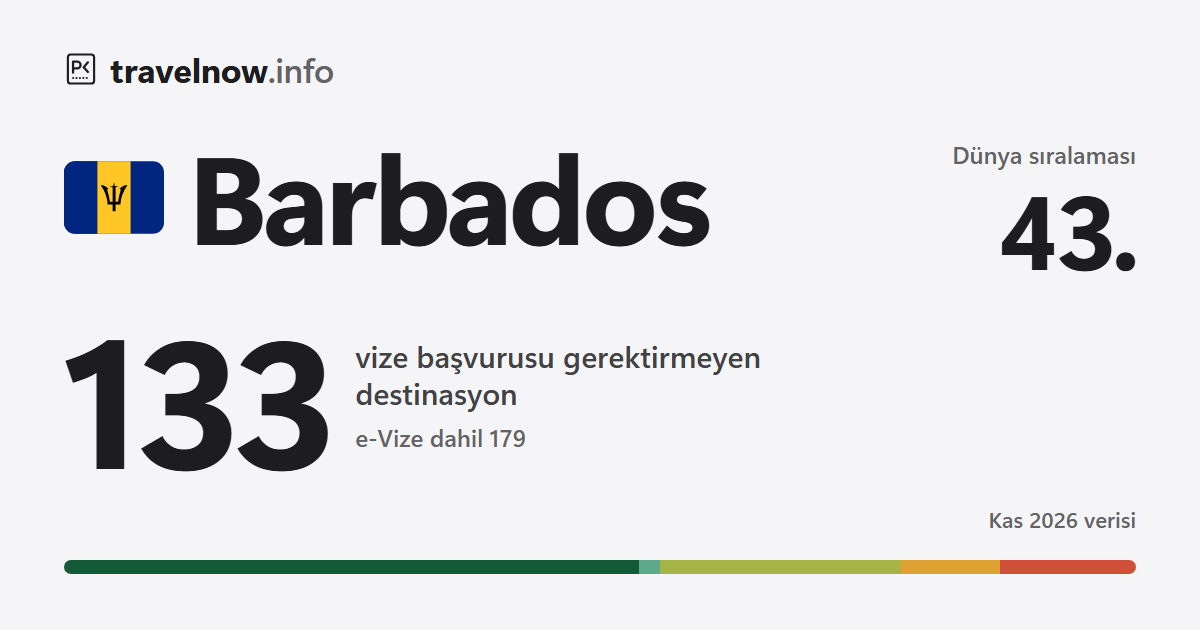 travelnow.info
Barbados
Dünya sıralaması
43.
133
vize başvurusu gerektirmeyen
destinasyon
e-Vize dahil 179
Kas 2026 verisi